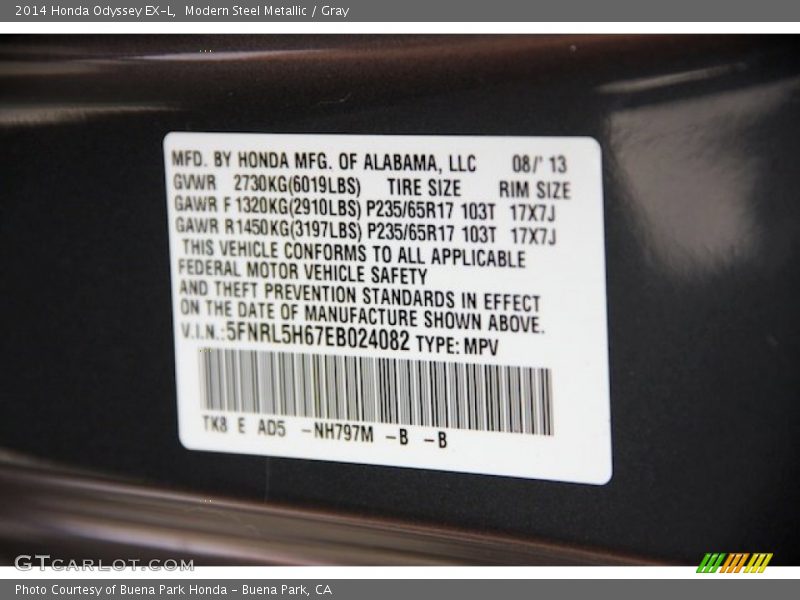 2014 Honda Odyssey EX-L,  Modern Steel Metallic / Gray
MFD. BY HONDA MFG. OF ALABAMA, LLC 08/' 13
GVWR 2730KG(6019LBS) TIRE SIZE RIM SIZE
GAWR F 1320KG(2910LBS) P235/65R17 103T 17X7J
GAWR R1450KG(3197LBS) P235/65R17 103T 17X7J
THIS VEHICLE CONFORMS TO ALL APPLICABLE
FEDERAL MOTOR VEHICLE SAFETY
AND THEFT PREVENTION STANDARDS IN EFFECT
ON THE DATE OF MANUFACTURE SHOWN ABOVE.
V.I.N.:5FNRL5H67EB024082 TYPE: MPV
TK8 E AD5 -NH797M -B -B
GTcarlot.com
Photo Courtesy of Buena Park Honda - Buena Park, CA